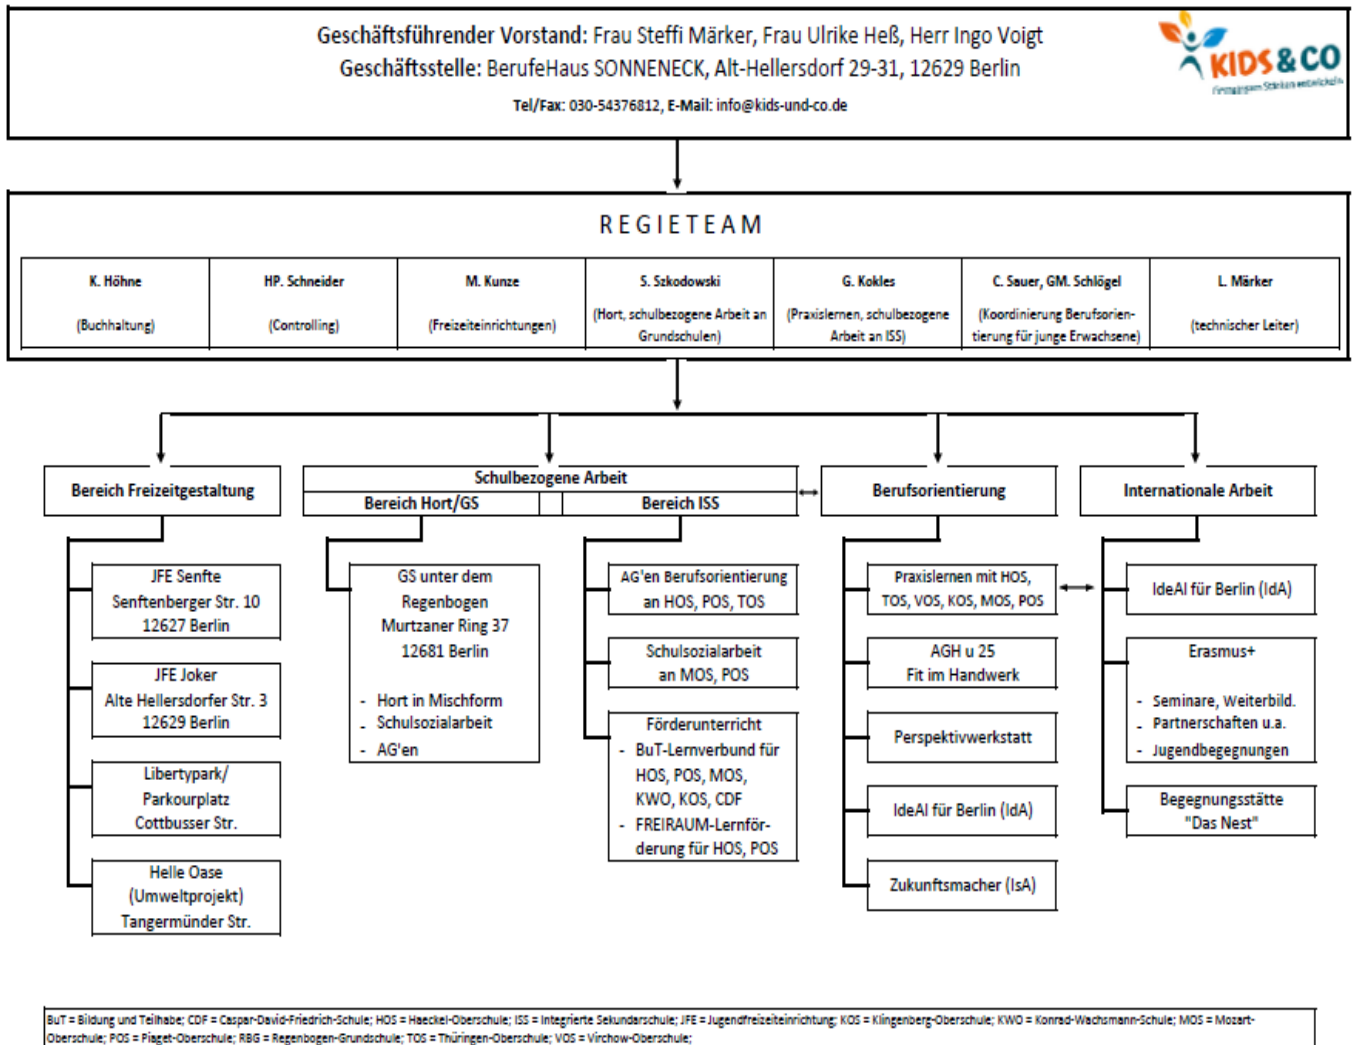 Geschäftsführender Vorstand: Frau Steffi Märker, Frau Ulrike Heß, Herr Ingo Voigt
Geschäftsstelle: BerufeHaus SONNENECK, Alt-Hellersdorf 29-31, 12629 Berlin
Tel/Fax: 030-54376812, E-Mail: info@kids-und-co.de
KIDS & CO
Stärken entwickeln
REGIETEAM
K. Höhne
(Buchhaltung)
HP. Schneider
(Controlling)
M. Kunze
(Freizeiteinrichtungen)
S. Szkodowski
(Hort, schulbezogene Arbeit an
Grundschulen)
G. Kokles
(Praxislernen, schulbezogene
Arbeit an ISS)
C. Sauer, GM. Schlögel
(Koordinierung Berufsorien-
tierung für junge Erwachsene)
L. Märker
(technischer Leiter)
Bereich Freizeitgestaltung
JFE Senfte
Senftenberger Str. 10
12627 Berlin
JFE Joker
Alte Hellersdorfer Str. 3
12629 Berlin
Libertypark/
Parkourplatz
Cottbusser Str.
Helle Oase
(Umweltprojekt)
Tangermünder Str.
Schulbezogene Arbeit
Bereich Hort/GS
GS unter dem
Regenbogen
Murtzaner Ring 37
12681 Berlin
- Hort in Mischform
- Schulsozialarbeit
- AG'en
Bereich ISS
AG'en Berufsorientierung
an HOS, POS, TOS
Schulsozialarbeit
an MOS, POS
Förderunterricht
- BuT-Lernverbund für
HOS, POS, MOS,
KWO, KOS, CDF
- FREIRAUM-Lernför-
derung für HOS, POS
Berufsorientierung
Praxislernen mit HOS,
TOS, VOS, KOS, MOS, POS
AGH u 25
Fit im Handwerk
Perspektivwerkstatt
IdeAl für Berlin (IdA)
Zukunftsmacher (IsA)
Internationale Arbeit
IdeAl für Berlin (IdA)
Erasmus+
- Seminare, Weiterbild.
- Partnerschaften u.a.
- Jugendbegegnungen
Begegnungsstätte
"Das Nest"
BuT = Bildung und Teilhabe; CDF = Caspar-David-Friedrich-Schule; HOS = Haeckel-Oberschule; ISS = Integrierte Sekundarschule; JFE = Jugendfreizeiteinrichtung; KOS = Klingenberg-Oberschule; KWO = Konrad-Wachsmann-Schule; MOS = Mozart-
Oberschule; POS = Piaget-Oberschule; RBG = Regenbogen-Grundschule; TOS = Thüringen-Oberschule; VOS = Virchow-Oberschule;